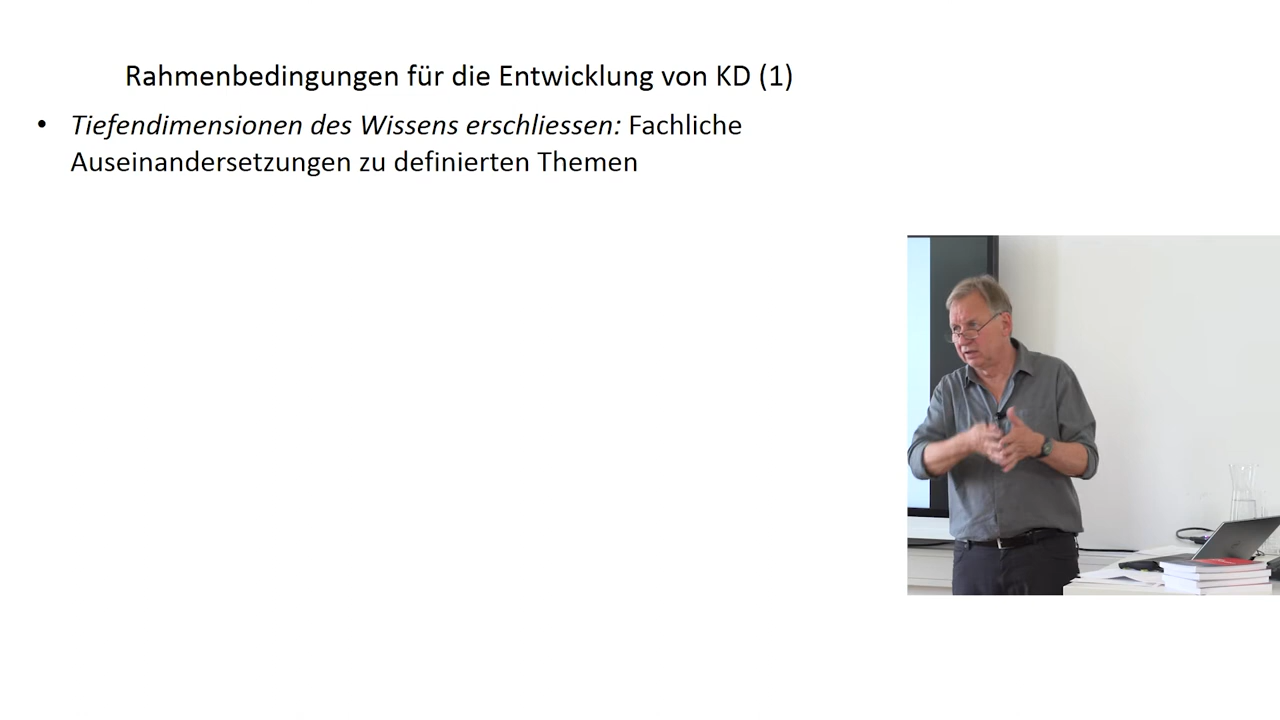 Rahmenbedingungen für die Entwicklung von KD (1)
• Tiefendimensionen des Wissens erschliessen: Fachliche
Auseinandersetzungen zu definierten Themen